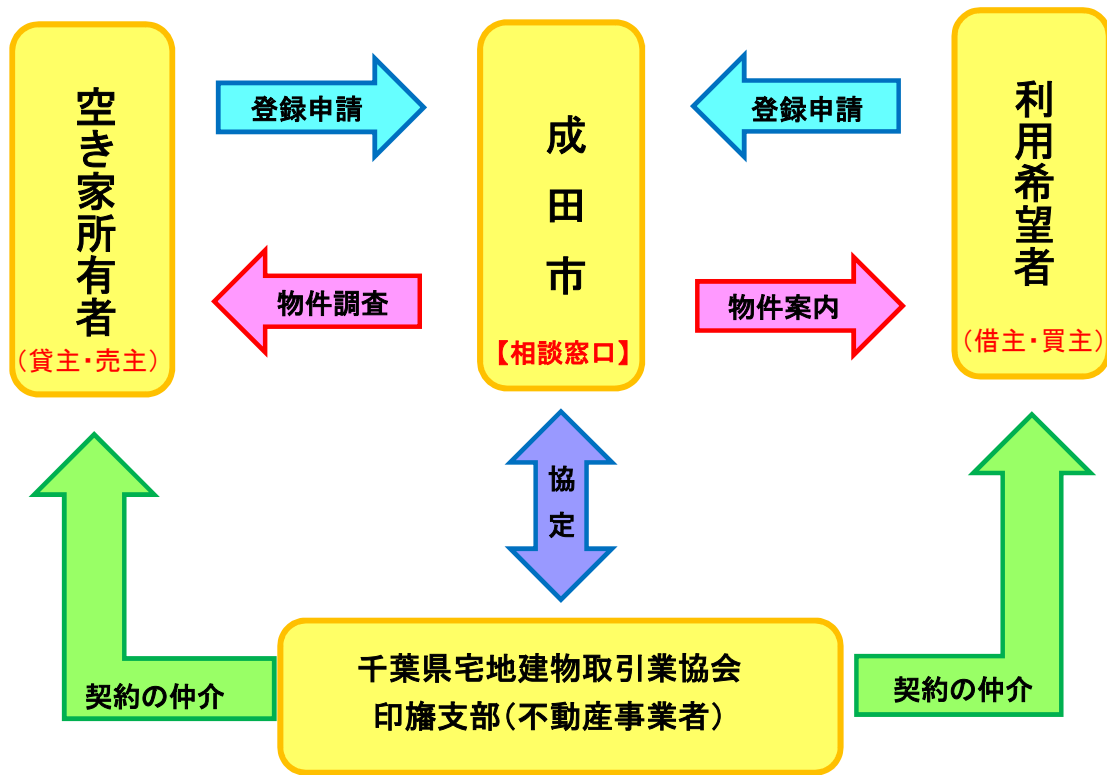 空き家所有者
（貸主・売主）
登録申請
物件調査
成田市
【相談窓口】
登録申請
物件案内
利用希望者
（借主・買主）
協定
契約の仲介
千葉県宅地建物取引業協会
印旛支部（不動産事業者）
契約の仲介